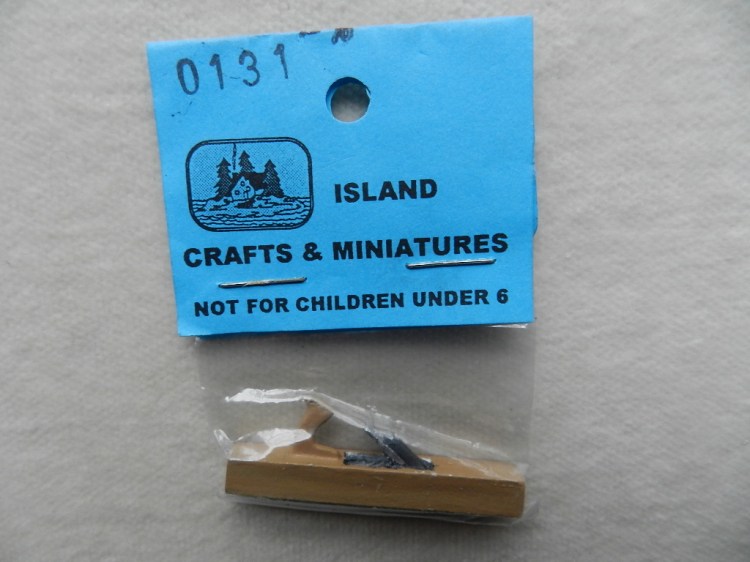 0131
ISLAND
CRAFTS & MINIATURES
NOT FOR CHILDREN UNDER 6